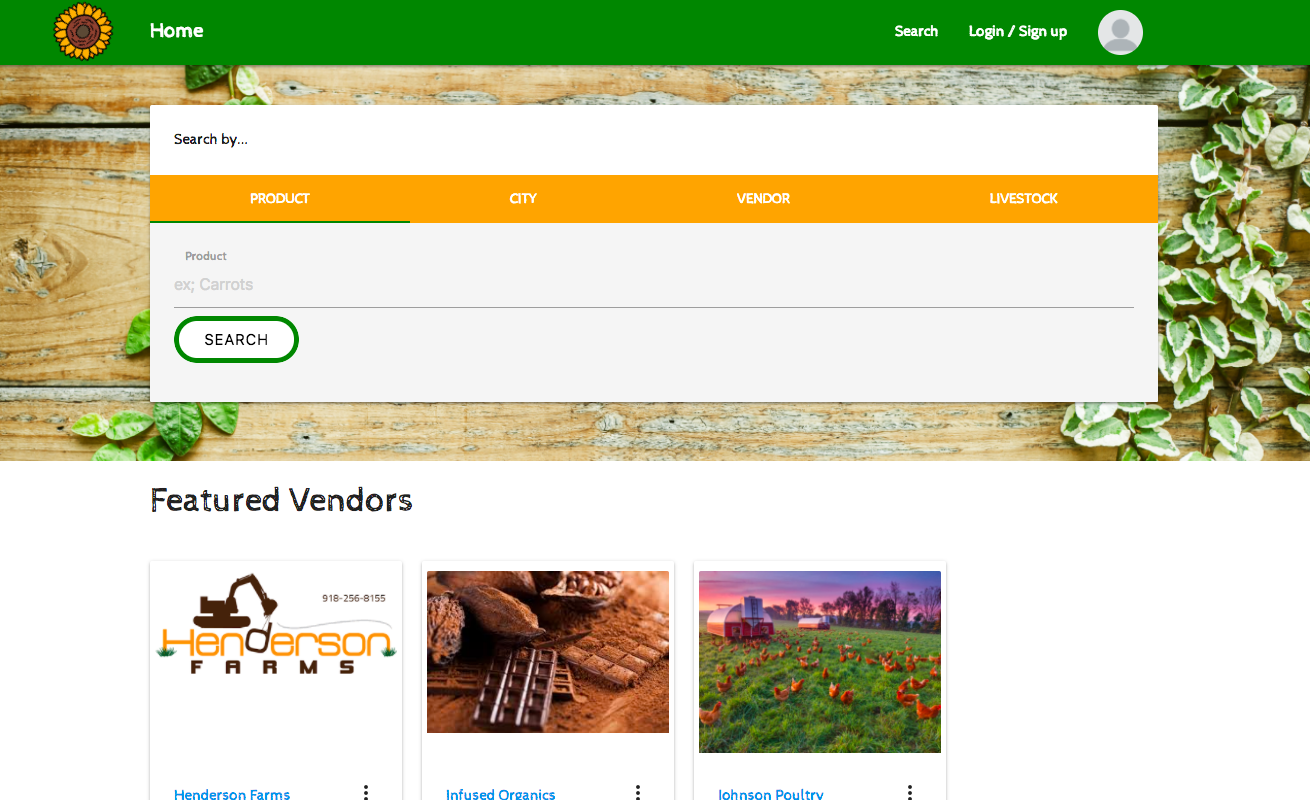 Home
Search
Login / Sign up
Search by...
PRODUCT
CITY
VENDOR
LIVESTOCK
Product
ex; Carrots
SEARCH
Featured Vendors
918-256-8155
Henderson
FARMS
Henderson Farms
Infused Organics
Johnson Poultry